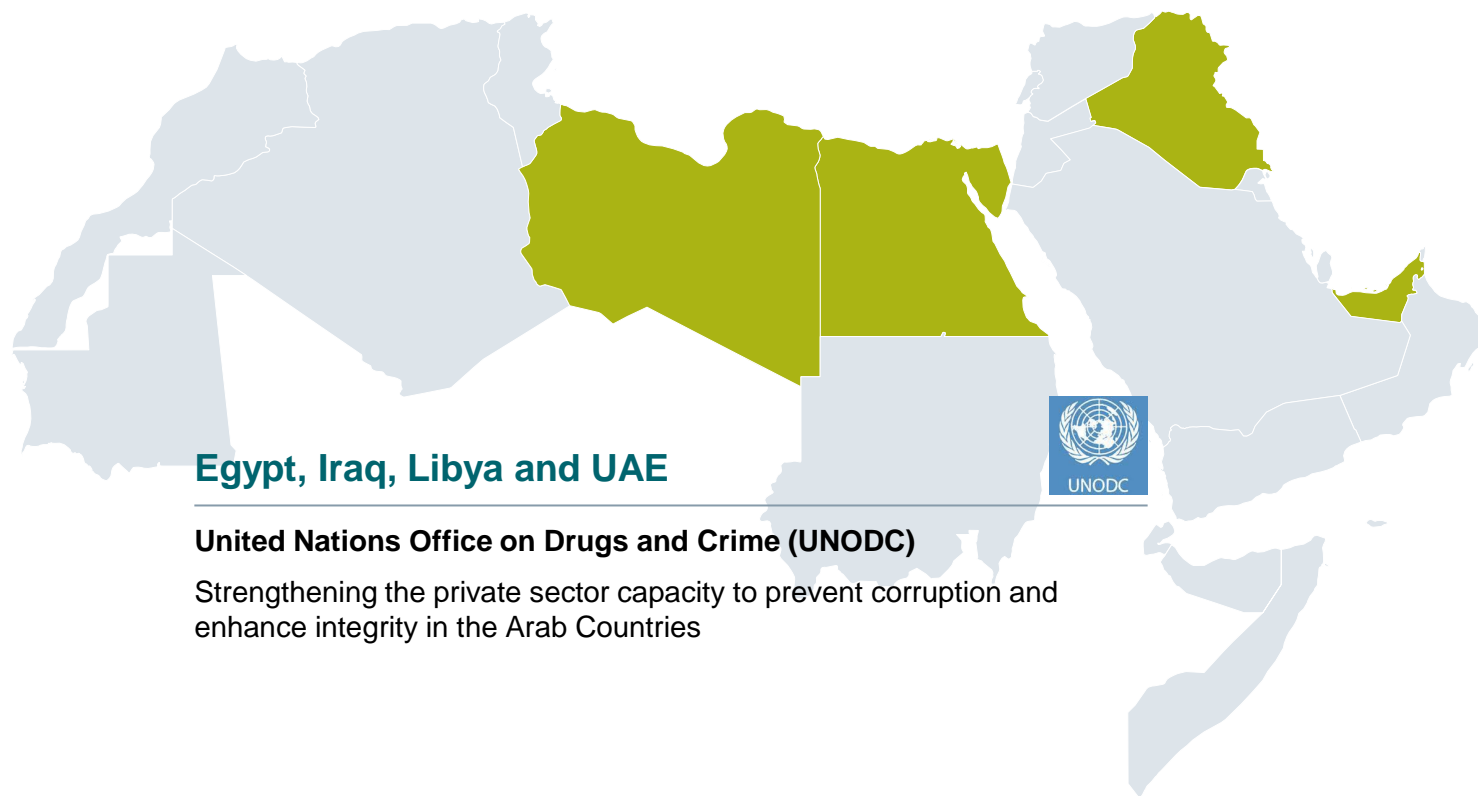 Egypt, Iraq, Libya and UAE
UNODC
United Nations Office on Drugs and Crime (UNODC)
Strengthening the private sector capacity to prevent corruption and
enhance integrity in the Arab Countries